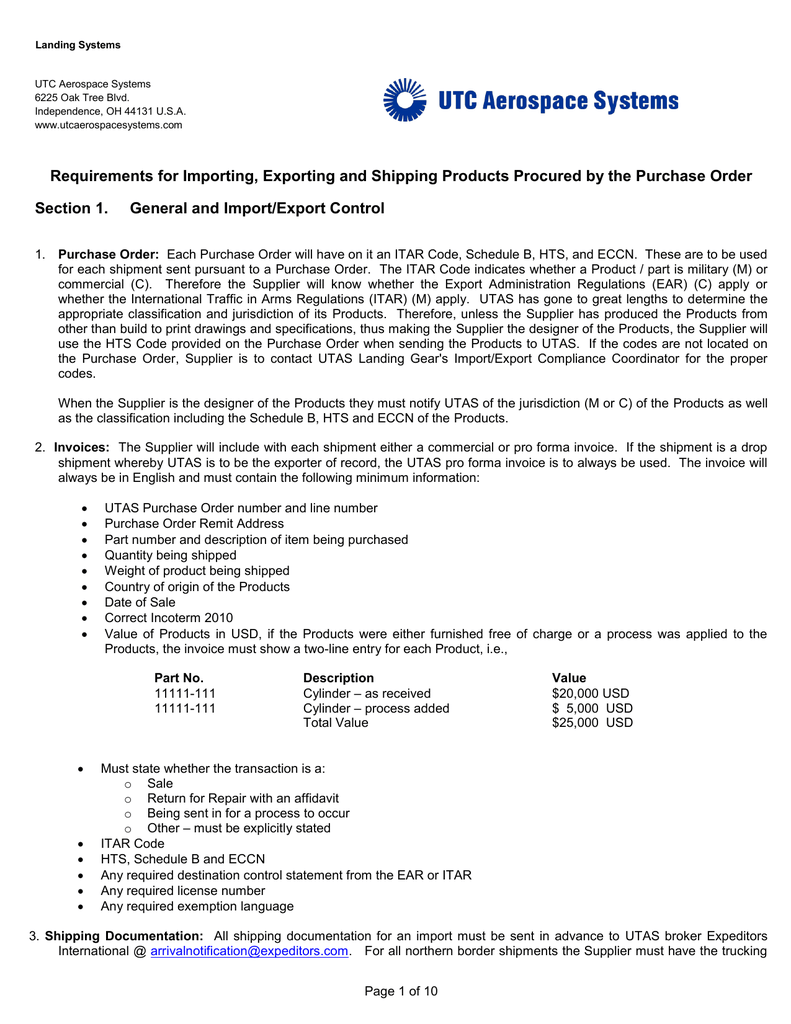 Landing Systems
UTC Aerospace Systems
6225 Oak Tree Blvd.
Independence, OH 44131 U.S.A.
www.utcaerospacesystems.com
UTC Aerospace Systems
Requirements for Importing, Exporting and Shipping Products Procured by the Purchase Order
Section 1. General and Import/Export Control
1. Purchase Order: Each Purchase Order will have on it an ITAR Code, Schedule B, HTS, and ECCN. These are to be used
for each shipment sent pursuant to a Purchase Order. The ITAR Code indicates whether a Product / part is military (M) or
commercial (C). Therefore the Supplier will know whether the Export Administration Regulations (EAR) (C) apply or
whether the International Traffic in Arms Regulations (ITAR) (M) apply. UTAS has gone to great lengths to determine the
appropriate classification and jurisdiction of its Products. Therefore, unless the Supplier has produced the Products from
other than build to print drawings and specifications, thus making the Supplier the designer of the Products, the Supplier will
use the HTS Code provided on the Purchase Order when sending the Products to UTAS. If the codes are not located on
the Purchase Order, Supplier is to contact UTAS Landing Gear's Import/Export Compliance Coordinator for the proper
codes.
When the Supplier is the designer of the Products they must notify UTAS of the jurisdiction (M or C) of the Products as well
as the classification including the Schedule B, HTS and ECCN of the Products.
2. Invoices: The Supplier will include with each shipment either a commercial or pro forma invoice. If the shipment is a drop
shipment whereby UTAS is to be the exporter of record, the UTAS pro forma invoice is to always be used. The invoice will
always be in English and must contain the following minimum information:
• UTAS Purchase Order number and line number
• Purchase Order Remit Address
• Part number and description of item being purchased
• Quantity being shipped
• Weight of product being shipped
• Country of origin of the Products
• Date of Sale
• Correct Incoterm 2010
• Value of Products in USD, if the Products were either furnished free of charge or a process was applied to the
Products, the invoice must show a two-line entry for each Product, i.e.,
Part No. Description Value
11111-111 Cylinder – as received $20,000 USD
11111-111 Cylinder – process added $ 5,000 USD
Total Value $25,000 USD
• Must state whether the transaction is a:
o Sale
o Return for Repair with an affidavit
o Being sent in for a process to occur
o Other – must be explicitly stated
• ITAR Code
• HTS, Schedule B and ECCN
• Any required destination control statement from the EAR or ITAR
• Any required license number
• Any required exemption language
3. Shipping Documentation: All shipping documentation for an import must be sent in advance to UTAS broker Expeditors
International @ arrivalnotification@expeditors.com. For all northern border shipments the Supplier must have the trucking
Page 1 of 10